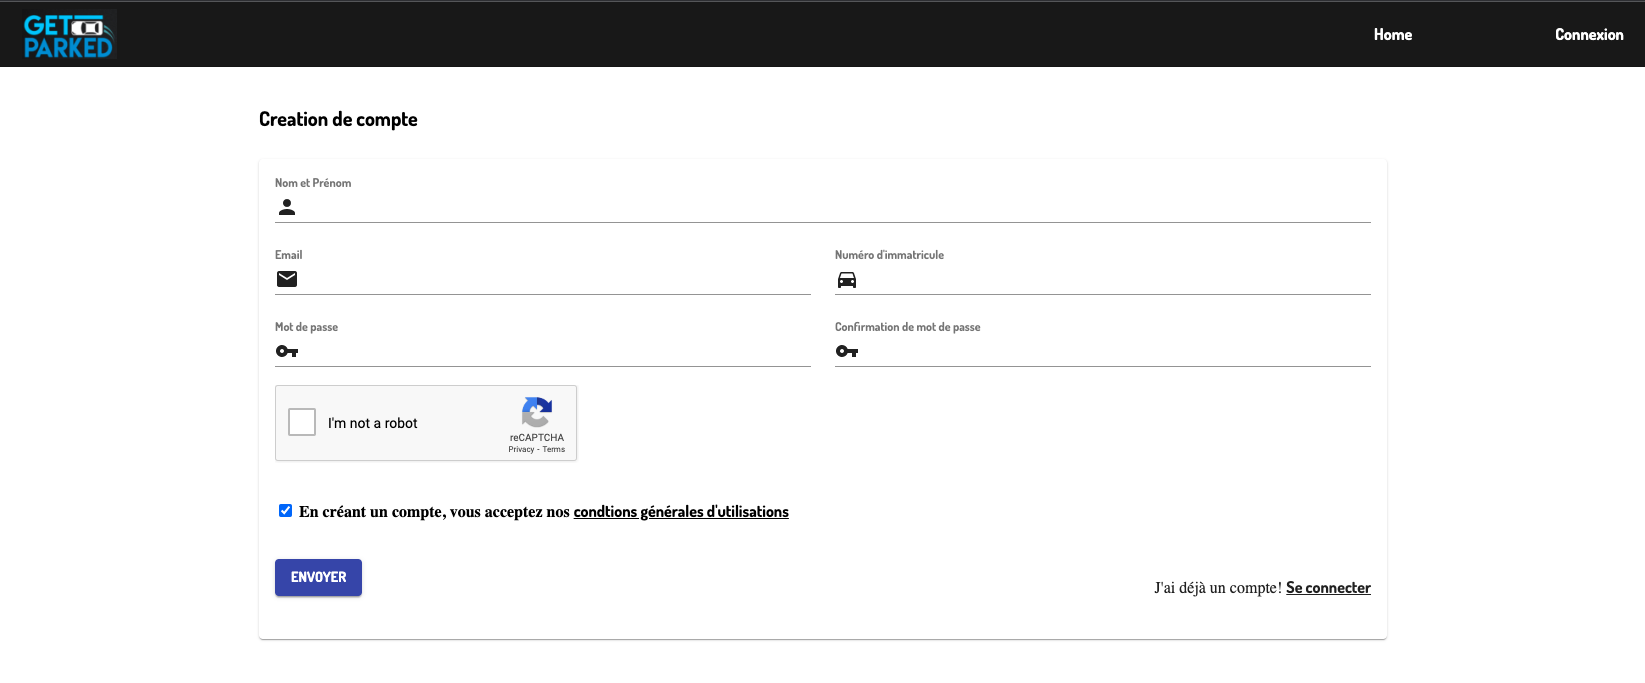 GET
PARKED
Home
Connexion
Creation de compte
Nom et Prénom
Email
Numéro d'immatricule
Mot de passe
Confirmation de mot de passe
I'm not a robot
reCAPTCHA
Privacy - Terms
En créant un compte, vous acceptez nos condtions générales d'utilisations
ENVOYER
J'ai déjà un compte! Se connecter